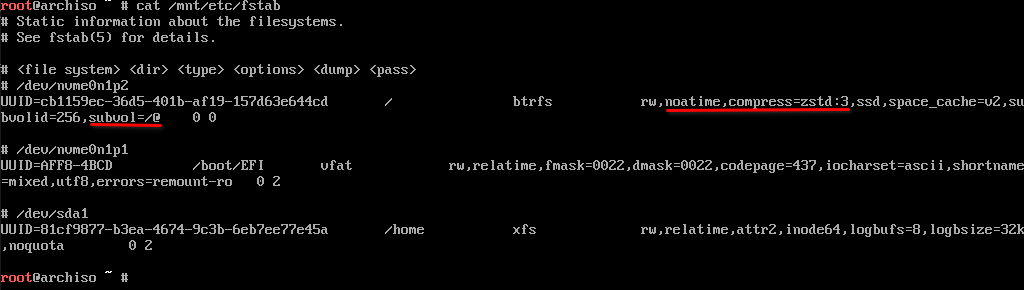 root@archiso ~ # cat /mnt/etc/fstab
# Static information about the filesystems.
# See fstab(5) for details.
# <file system> <dir> <type> <options> <dump> <pass>
# /dev/nvme0n1p2
UUID=cb1159ec-36d5-401b-af19-157d63e644cd / btrfs rw,noatime,compress=zstd:3,ssd,space_cache=v2,su
bvolid=256,subvol=/@ 0 0
# /dev/nvme0n1p1
UUID=AFF8-4BCD /boot/EFI vfat rw,relatime,fmask=0022,dmask=0022,codepage=437,iocharset=ascii,shortname
=mixed,utf8,errors=remount-ro 0 2
# /dev/sda1
UUID=81cf9877-b3ea-4674-9c3b-6eb7ee77e45a /home xfs rw,relatime,attr2,inode64,logbufs=8,logbsize=32k
,noquota 0 2
root@archiso ~ #